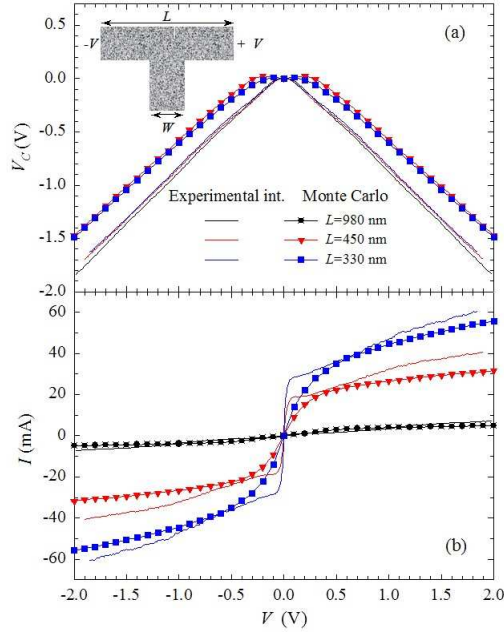 L
-V
+ V
W
(a)
0.5
0.0
-0.5
-1.0
-1.5
-2.0
V_C (V)
Experimental int. Monte Carlo
L=980 nm
L=450 nm
L=330 nm
(b)
60
40
20
0
-20
-40
-60
I (mA)
-2.0 -1.5 -1.0 -0.5 0.0 0.5 1.0 1.5 2.0
V (V)